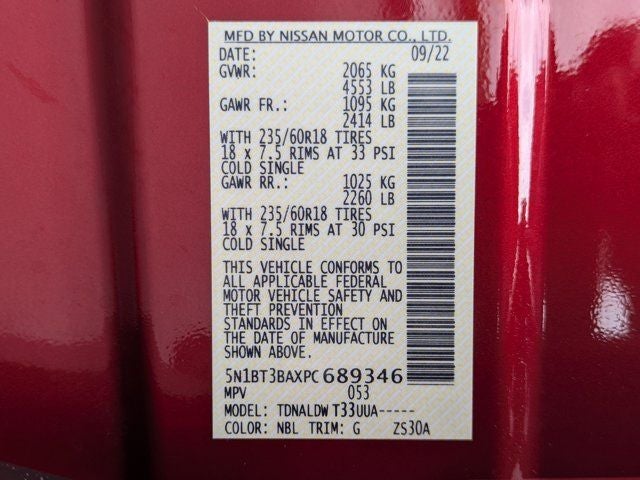 MFD BY NISSAN MOTOR CO., LTD.
DATE: 09/22
GVWR: 2065 KG
4553 LB
GAWR FR.: 1095 KG
2414 LB
WITH 235/60R18 TIRES
18 x 7.5 RIMS AT 33 PSI
COLD SINGLE
GAWR RR.: 1025 KG
2260 LB
WITH 235/60R18 TIRES
18 x 7.5 RIMS AT 30 PSI
COLD SINGLE
THIS VEHICLE CONFORMS TO
ALL APPLICABLE FEDERAL
MOTOR VEHICLE SAFETY AND
THEFT PREVENTION
STANDARDS IN EFFECT ON
THE DATE OF MANUFACTURE
SHOWN ABOVE.
5N1BT3BAXPC 689346
MPV 053
MODEL: TDNALDW T33UUA-----
COLOR: NBL TRIM: G ZS30A